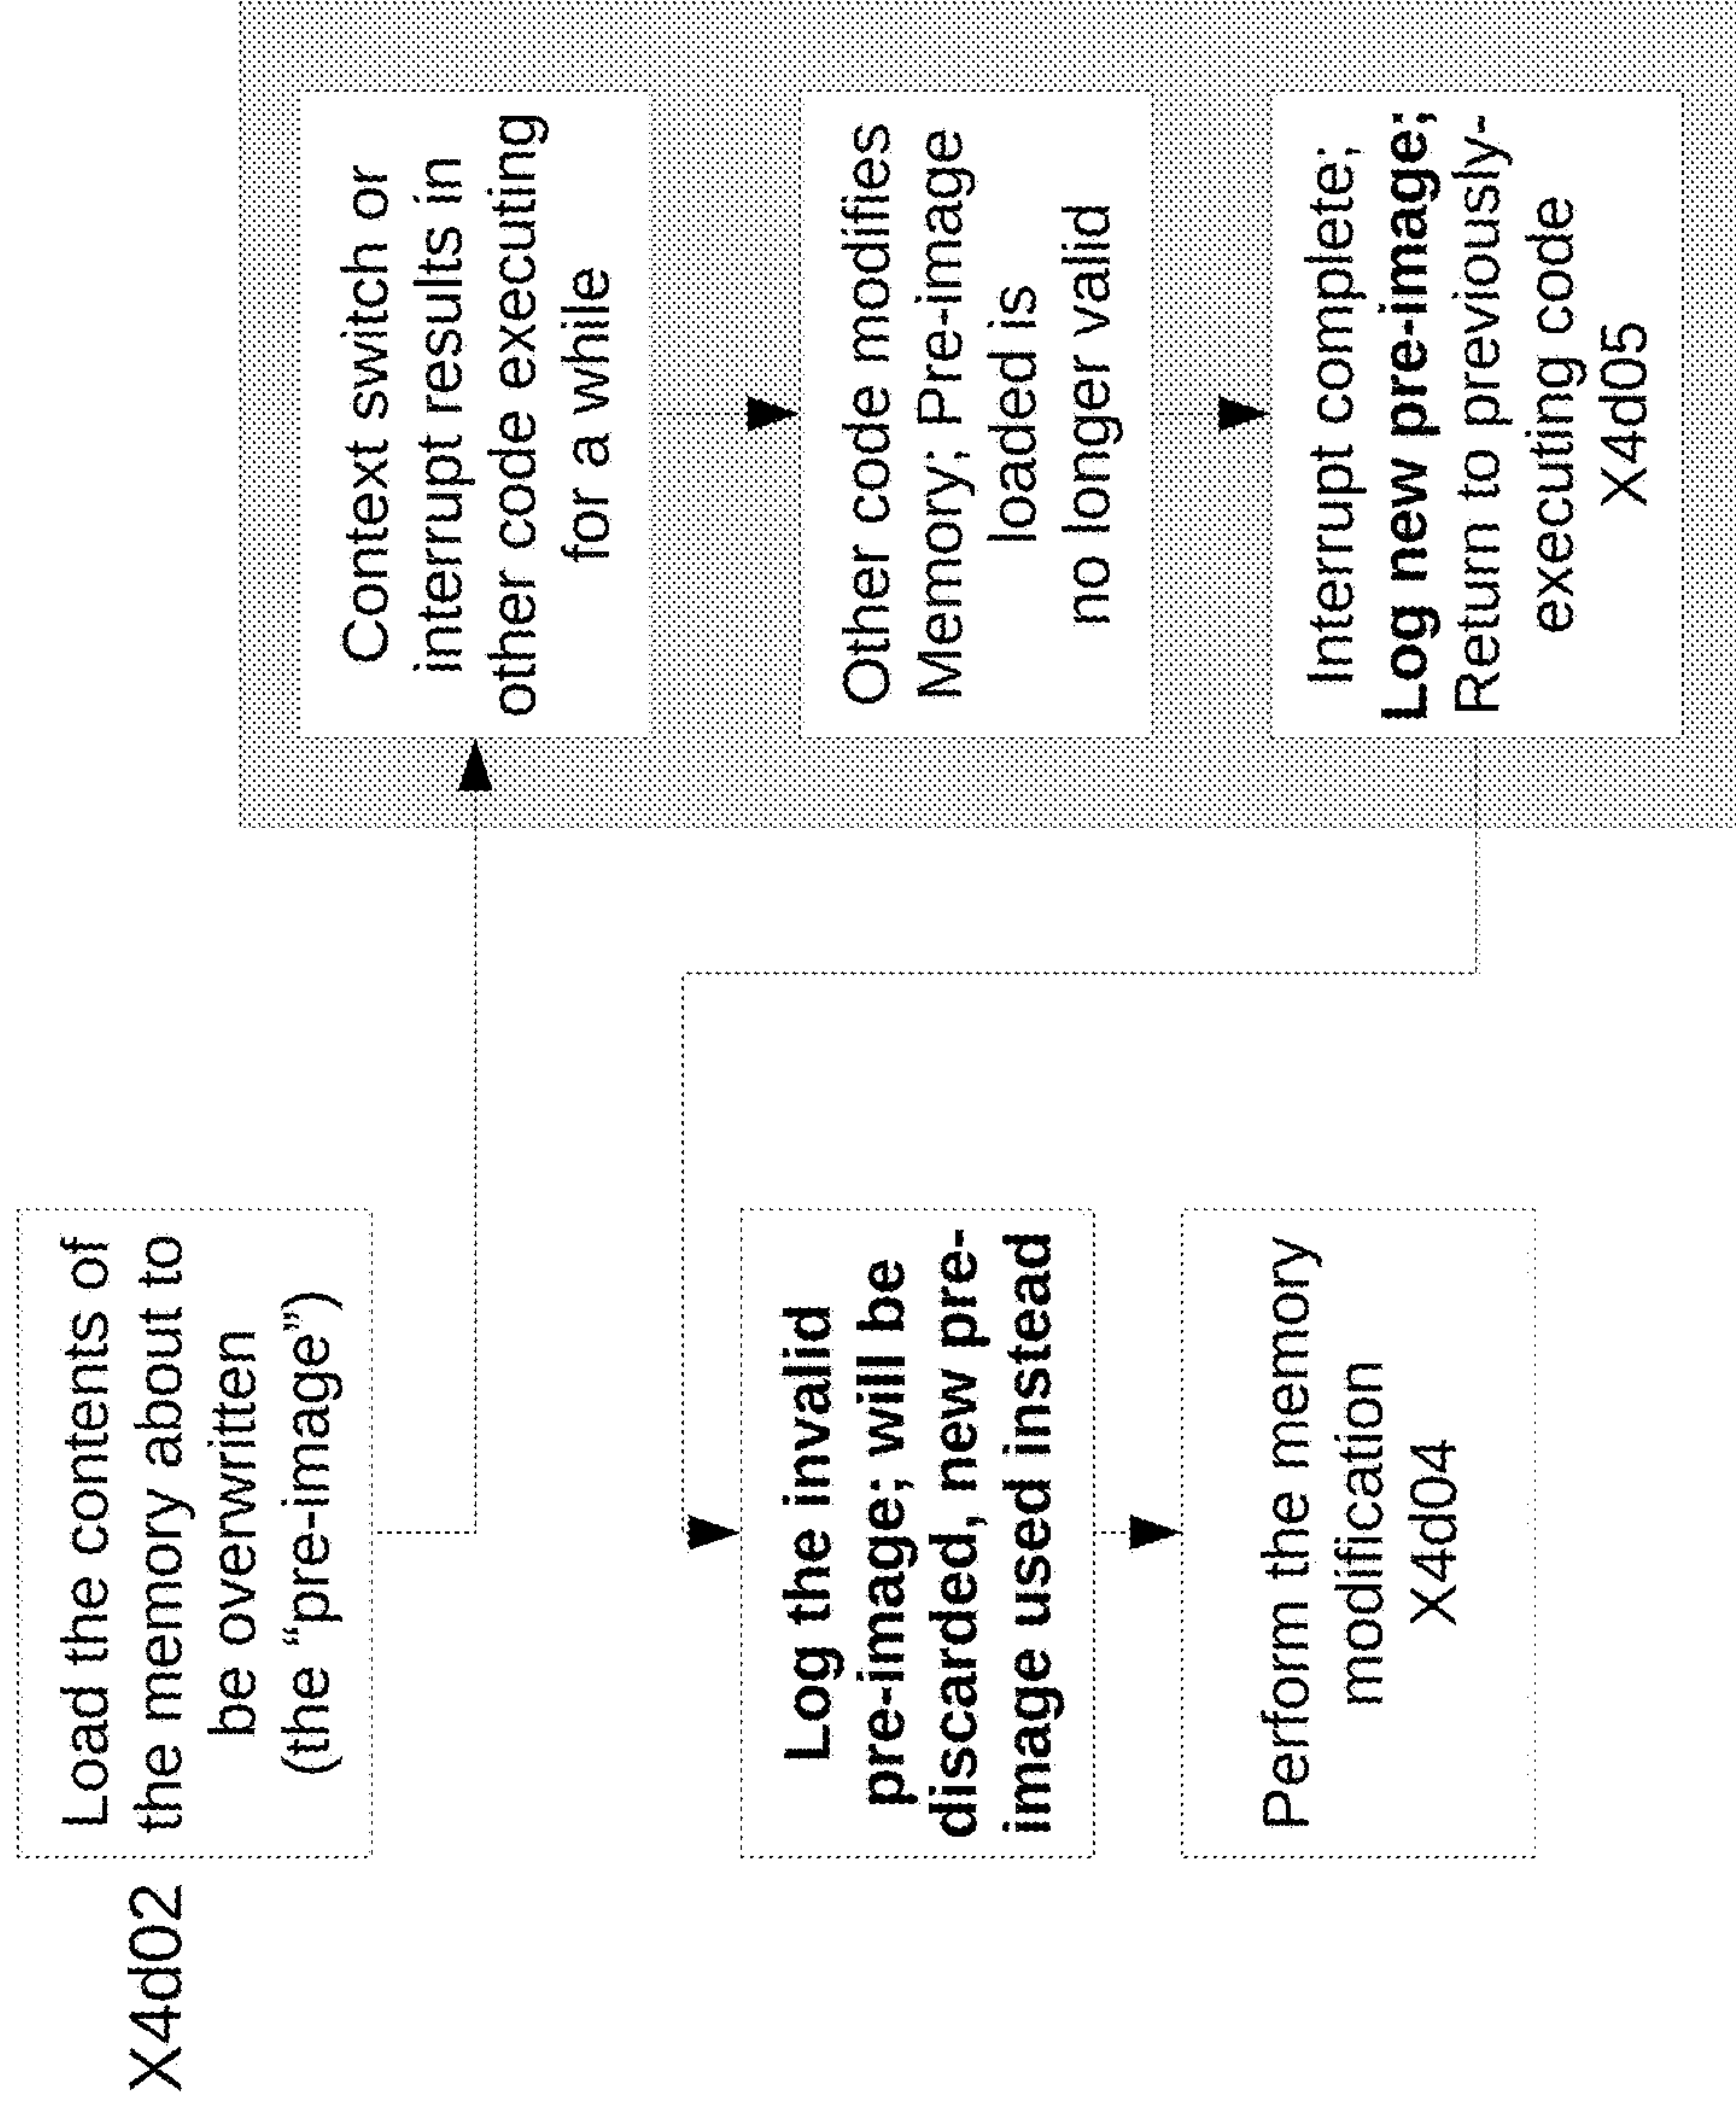 X4d02
Load the contents of
the memory about to
be overwritten
(the “pre-image”)
Context switch or
interrupt results in
other code executing
for a while
Other code modifies
Memory; Pre-image
loaded is
no longer valid
Interrupt complete;
Log new pre-image;
Return to previously-
executing code
X4d05
Log the invalid
pre-image; will be
discarded, new pre-
image used instead
Perform the memory
modification
X4d04